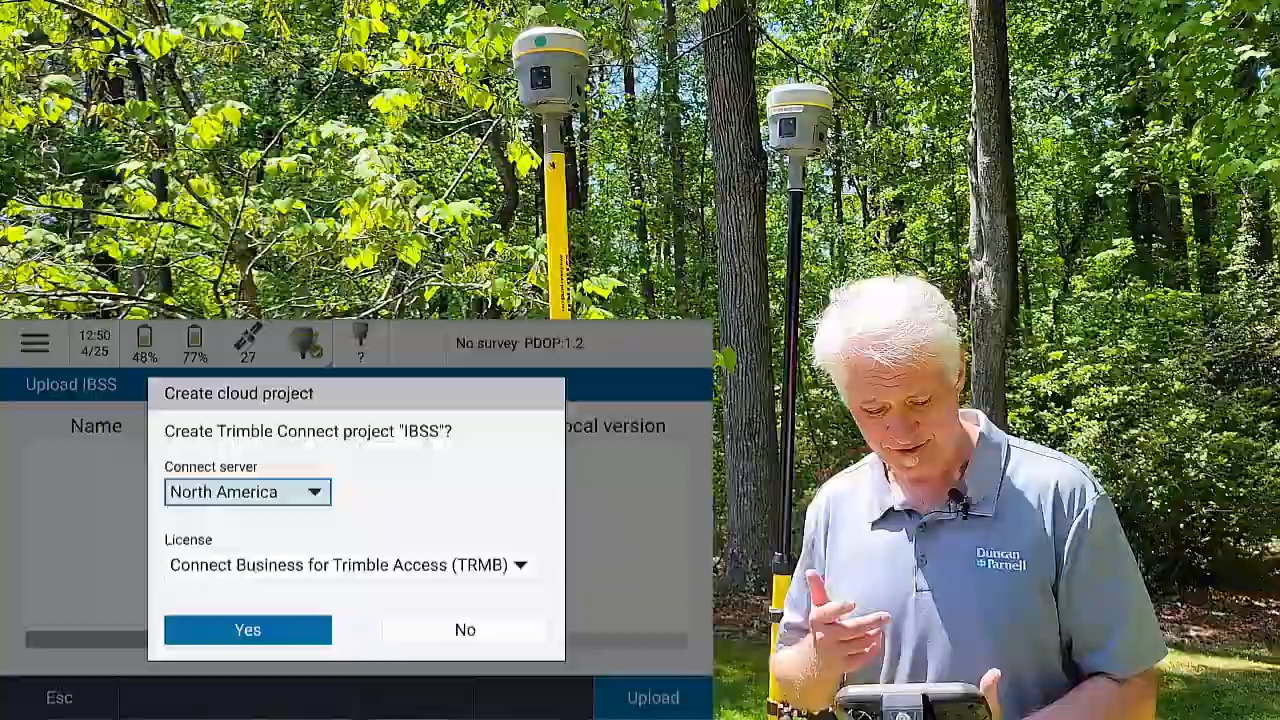 12:50
4/25
48%
77%
27
?
No survey PDOP:1.2
Upload IBSS
Create cloud project
Name
ocal version
Create Trimble Connect project "IBSS"?
Connect server
North America
License
Connect Business for Trimble Access (TRMB)
Yes
No
Esc
Upload
Duncan
Parnell